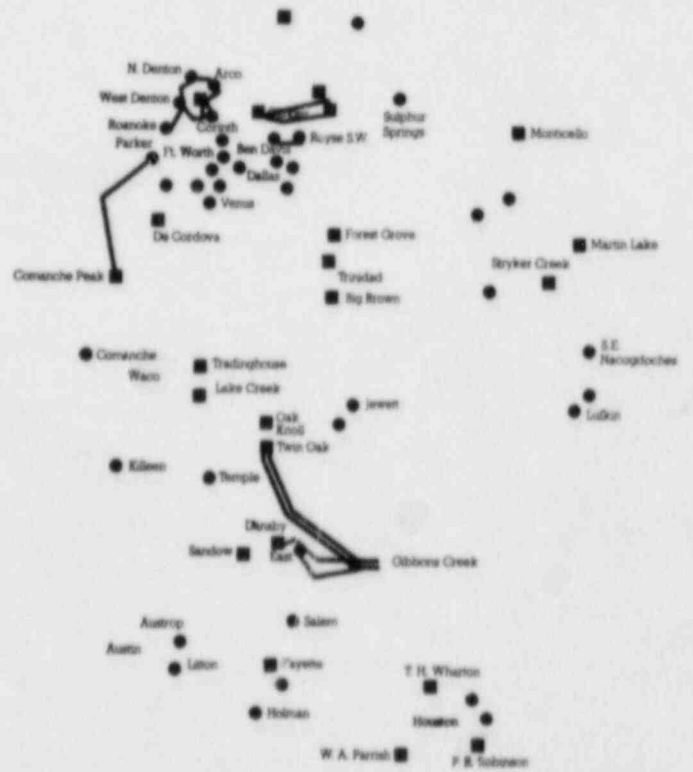 N. Denton
Arco
West Denton
Roanoke
Corinth
Parker
Ft. Worth
Ben Davis
Royse S.W.
Dallas
Sulphur
Springs
Monticello
Venus
De Cordova
Forest Grove
Martin Lake
Stryker Creek
Trinidad
Comanche Peak
Big Brown
Comanche
Waco
Tradinghouse
Lake Creek
S.E.
Nacogdoches
Jewett
Lufkin
Oak
Knoll
Twin Oak
Killeen
Temple
Dansby
Sandow
East
Gibbons Creek
Salem
Austrop
Austin
Lytton
Fayette
T. H. Wharton
Holman
Houston
W. A. Parrish
P. R. Robinson